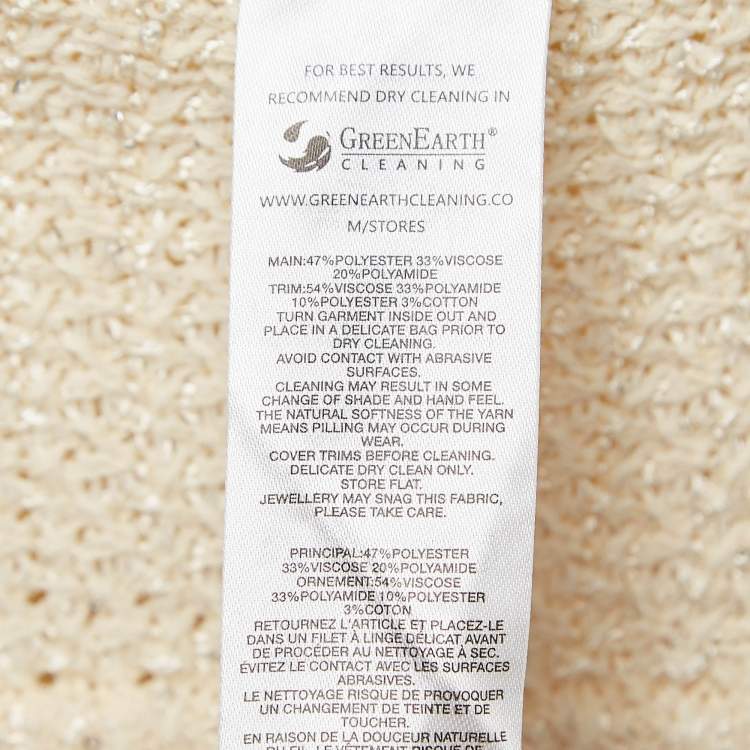 FOR BEST RESULTS, WE
RECOMMEND DRY CLEANING IN
GREENEARTH®
CLEANING
WWW.GREENEARTHCLEANING.CO
M/STORES
MAIN:47%POLYESTER 33%VISCOSE
20%POLYAMIDE
TRIM:54%VISCOSE 33%POLYAMIDE
10%POLYESTER 3%COTTON
TURN GARMENT INSIDE OUT AND
PLACE IN A DELICATE BAG PRIOR TO
DRY CLEANING.
AVOID CONTACT WITH ABRASIVE
SURFACES.
CLEANING MAY RESULT IN SOME
CHANGE OF SHADE AND HAND FEEL.
THE NATURAL SOFTNESS OF THE YARN
MEANS PILLING MAY OCCUR DURING
WEAR.
COVER TRIMS BEFORE CLEANING.
DELICATE DRY CLEAN ONLY.
STORE FLAT.
JEWELLERY MAY SNAG THIS FABRIC,
PLEASE TAKE CARE.
PRINCIPAL:47%POLYESTER
33%VISCOSE 20%POLYAMIDE
ORNEMENT:54%VISCOSE
33%POLYAMIDE 10%POLYESTER
3%COTON
RETOURNEZ L'ARTICLE ET PLACEZ-LE
DANS UN FILET À LINGE DÉLICAT AVANT
DE PROCÉDER AU NETTOYAGE À SEC.
ÉVITEZ LE CONTACT AVEC LES SURFACES
ABRASIVES.
LE NETTOYAGE RISQUE DE PROVOQUER
UN CHANGEMENT DE TEINTE ET DE
TOUCHER.
EN RAISON DE LA DOUCEUR NATURELLE
DU FIL, LE VÊTEMENT RISQUE DE